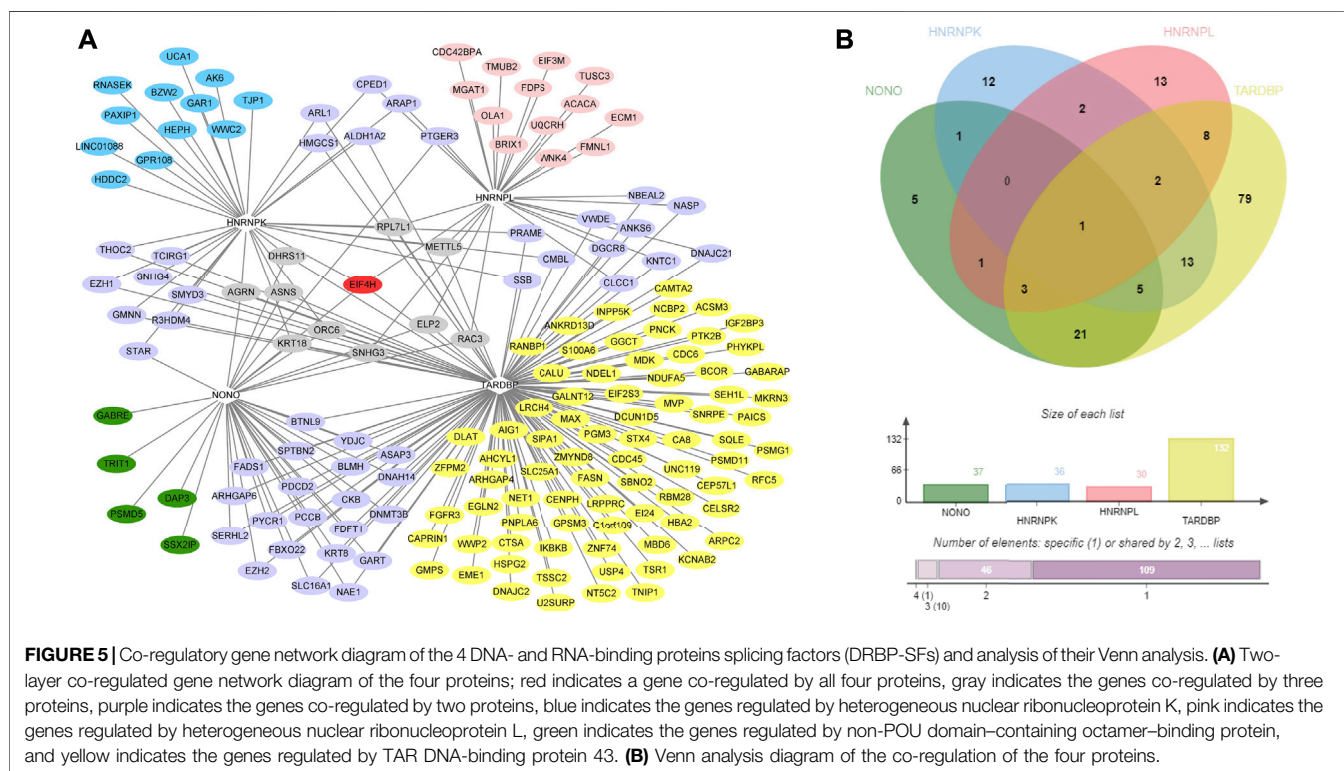 A
UCA1
RNASEK
AK6
BZW2
GAR1
TJP1
PAXIP1
HEPH
WWC2
LINC01088
GPR108
HDDC2
CPED1
ARL1
ARAP1
HMGCS1
ALDH1A2
PTGER3
CDC42BPA
TMUB2
EIF3M
MGAT1
FDPS
TUSC3
OLA1
ACACA
UQCRH
ECM1
BRIX1
WNK4
FMNL1
HNRNPK
HNRNPL
NBEAL2
NASP
VWDE
ANKS6
DGCR8
DNAJC21
KNTC1
CLCC1
PRAME
CMBL
SSB
RPL7L1
METTL5
DHRS11
EIF4H
AGRN
ASNS
ORC6
ELP2
KRT18
SNHG3
RAC3
THOC2
TCIRG1
EZH1
SNHG4
SMYD3
GMNN
R3HDM4
STAR
NONO
TARDBP
GABRE
TRIT1
DAP3
PSMD5
SSX2IP
BTNL9
YDJC
SPTBN2
ASAP3
FADS1
BLMH
DNAH14
PDCD2
ARHGAP6
CKB
PYCR1
PCCB
DNMT3B
SERHL2
FDFT1
FBXO22
KRT8
GART
EZH2
SLC16A1
NAE1
CAMTA2
INPP5K
NCBP2
ACSM3
ANKRD13D
PNCK
IGF2BP3
RANBP1
GGCT
PTK2B
S100A6
CDC6
PHYKPL
MDK
CALU
NDEL1
BCOR
NDUFA5
GABARAP
GALNT12
EIF2S3
SEH1L
MKRN3
MVP
LRCH4
DCUN1D5
SNRPE
PAICS
MAX
DLAT
AIG1
PGM3
STX4
CA8
SQLE
SIPA1
PSMG1
ZFPM2
AHCYL1
ZMYND8
CDC45
PSMD11
UNC119
ARHGAP4
SLC25A1
FASN
SBNO2
CEP57L1
RFC5
FGFR3
EGLN2
NET1
CENPH
LRPPRC
RBM28
CELSR2
CAPRIN1
PNPLA6
GPSM3
C1orf109
EI24
HBA2
WWP2
CTSA
IKBKB
ZNF74
MBD6
ARPC2
GMPS
HSPG2
USP4
TSR1
KCNAB2
EME1
TSSC2
DNAJC2
U2SURP
NT5C2
TNIP1
B
HNRNPK
HNRNPL
NONO
TARDBP
12
13
2
1
8
0
2
5
79
1
1
13
3
5
21
Size of each list
132
66
0
37
36
30
132
NONO
HNRNPK
HNRNPL
TARDBP
Number of elements: specific (1) or shared by 2, 3, ... lists
46
109
4 (1)
3 (10)
2
1
FIGURE 5 | Co-regulatory gene network diagram of the 4 DNA- and RNA-binding proteins splicing factors (DRBP-SFs) and analysis of their Venn analysis. (A) Two-
layer co-regulated gene network diagram of the four proteins; red indicates a gene co-regulated by all four proteins, gray indicates the genes co-regulated by three
proteins, purple indicates the genes co-regulated by two proteins, blue indicates the genes regulated by heterogeneous nuclear ribonucleoprotein K, pink indicates the
genes regulated by heterogeneous nuclear ribonucleoprotein L, green indicates the genes regulated by non-POU domain–containing octamer–binding protein,
and yellow indicates the genes regulated by TAR DNA-binding protein 43. (B) Venn analysis diagram of the co-regulation of the four proteins.